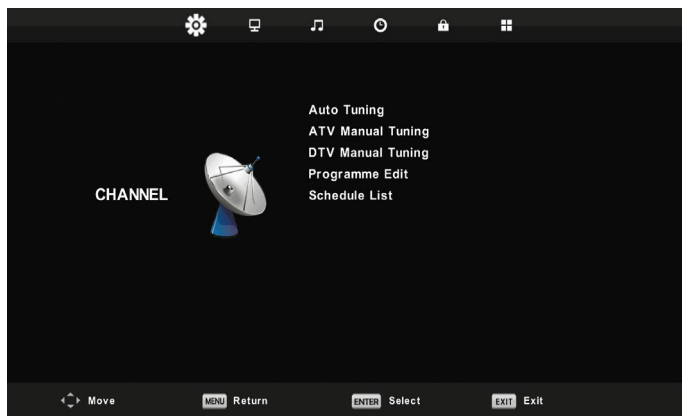 Auto Tuning
ATV Manual Tuning
DTV Manual Tuning
Programme Edit
CHANNEL
Schedule List
Move
MENU Return
ENTER Select
EXIT Exit